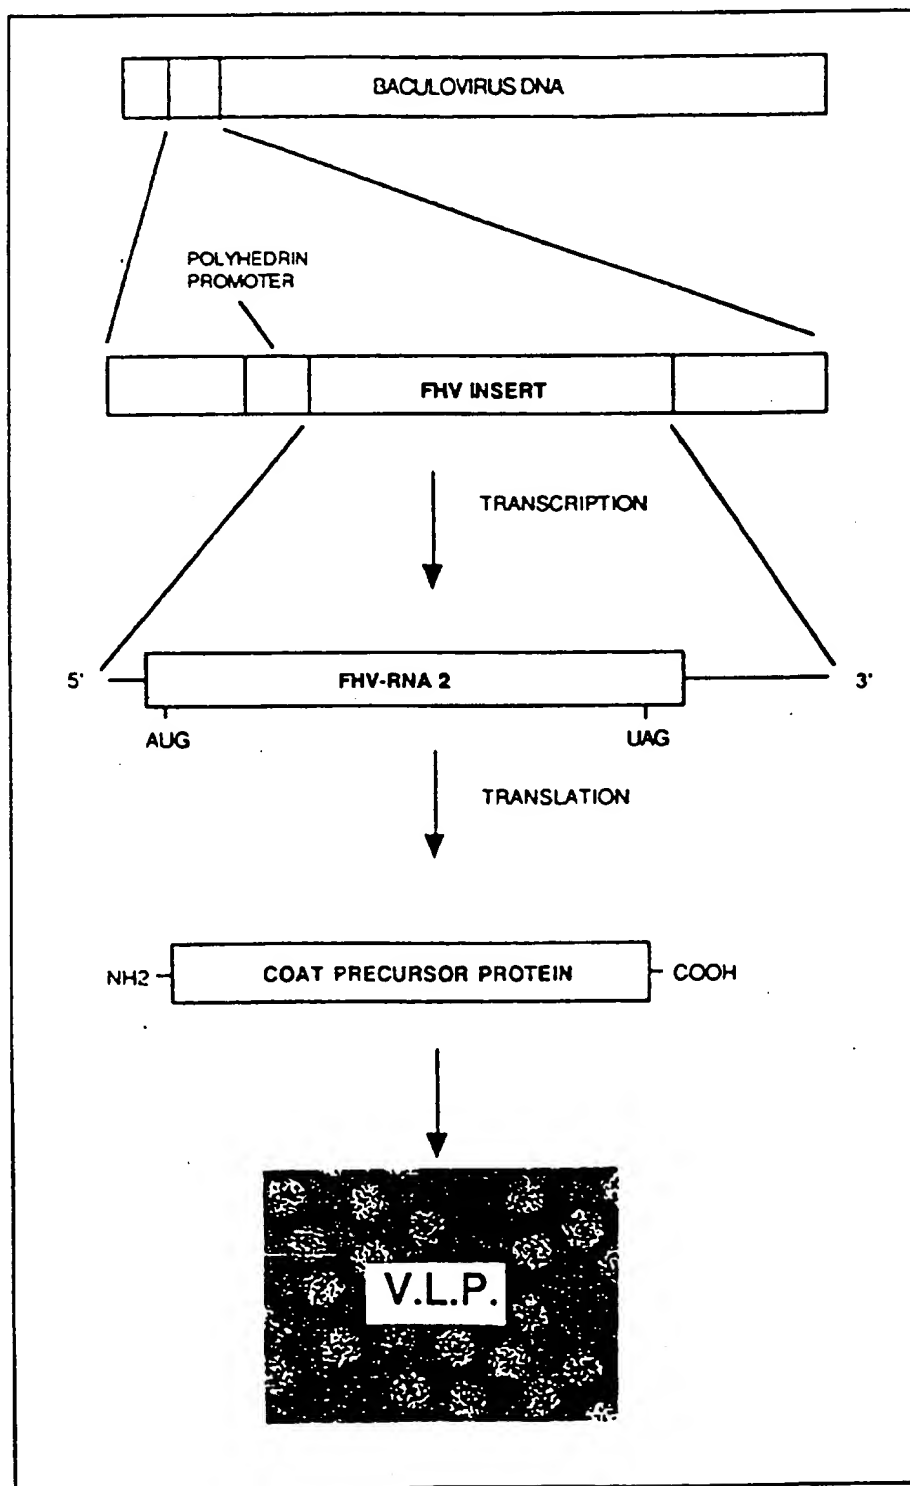 BACULOVIRUS DNA
POLYHEDRIN
PROMOTER
FHV INSERT
TRANSCRIPTION
5'
FHV-RNA 2
3'
AUG
UAG
TRANSLATION
NH2
COAT PRECURSOR PROTEIN
COOH
V.L.P.